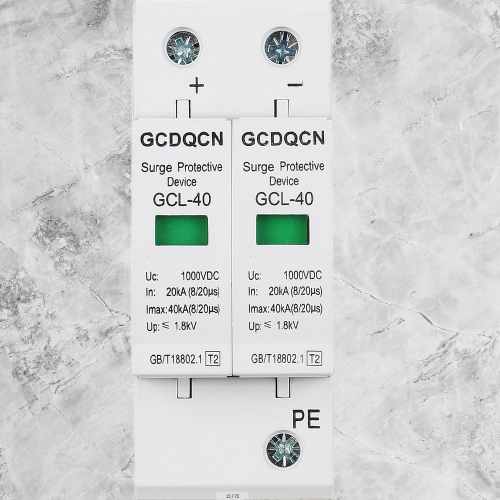 + −
GCDQCN
Surge Protective
Device
GCL-40
Uc: 1000VDC
In: 20kA(8/20μs)
Imax:40kA(8/20μs)
Up:≤ 1.8kV
GB/T18802.1 T2
GCDQCN
Surge Protective
Device
GCL-40
Uc: 1000VDC
In: 20kA(8/20μs)
Imax:40kA(8/20μs)
Up:≤ 1.8kV
GB/T18802.1 T2
PE
13 / 72